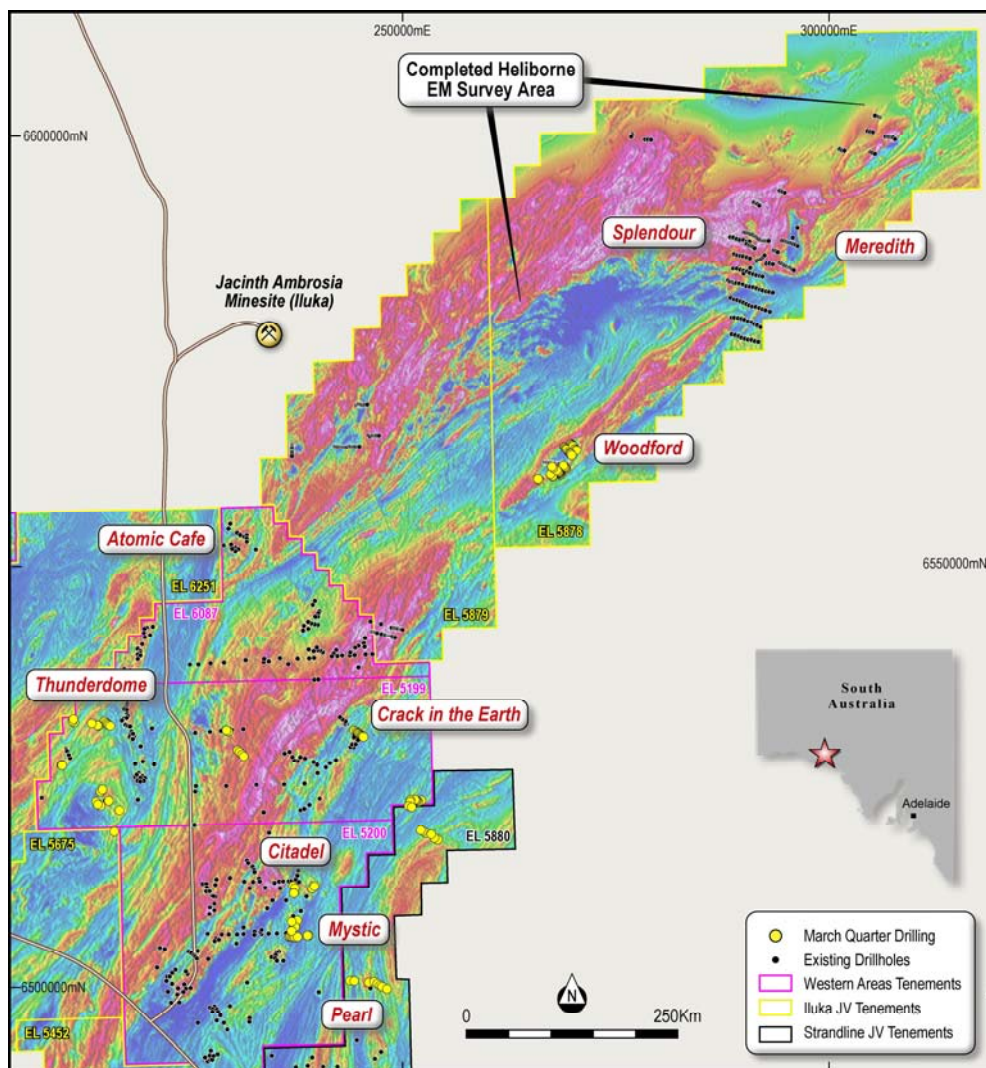 250000mE
300000mE
Completed Heliborne
EM Survey Area
6600000mN
Splendour
Meredith
Jacinth Ambrosia
Minesite (Iluka)
Woodford
EL 5878
Atomic Cafe
6550000mN
EL 6251
EL 6087
EL 5879
Thunderdome
EL 5199
Crack in the Earth
South
Australia
Adelaide
EL 5675
EL 5200
EL 5880
Citadel
Mystic
6500000mN
Pearl
EL 5452
N
0
250Km
March Quarter Drilling
Existing Drillholes
Western Areas Tenements
Iluka JV Tenements
Strandline JV Tenements